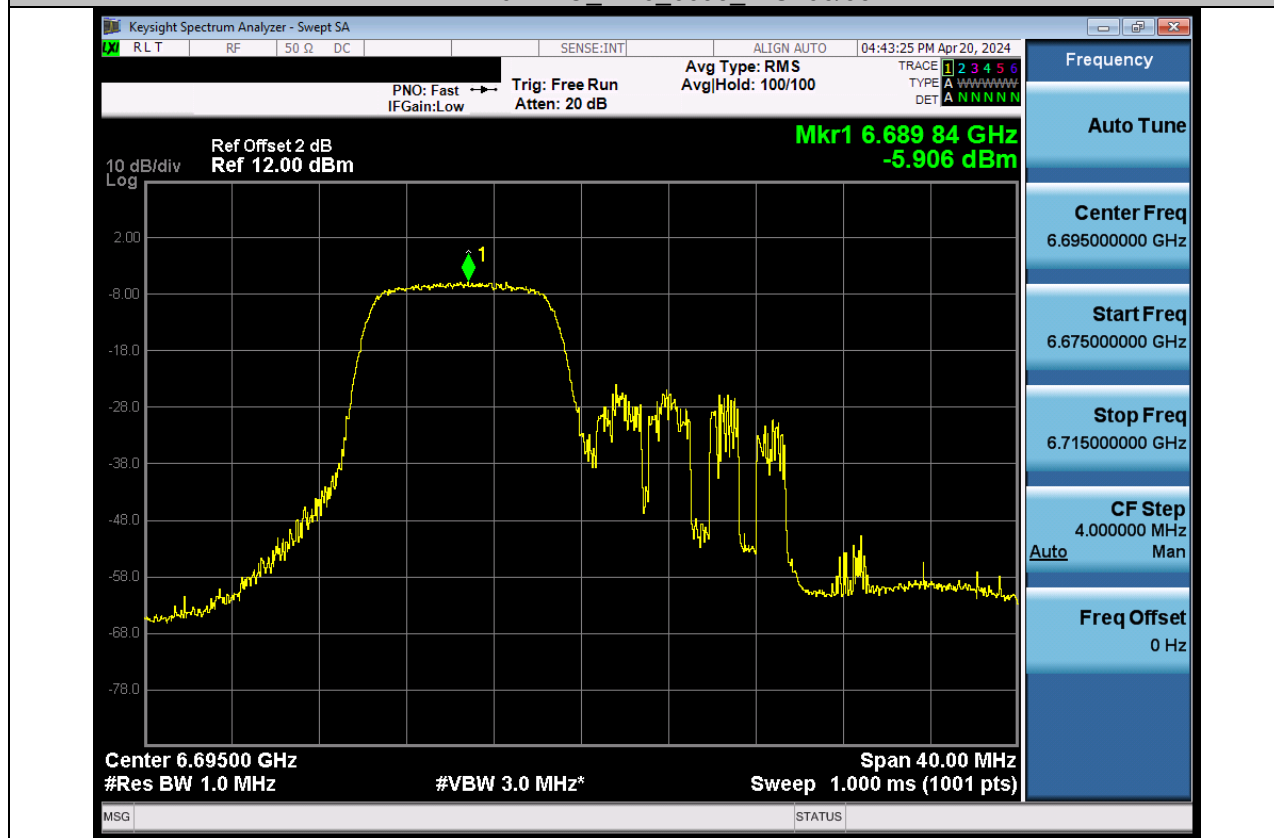 Keysight Spectrum Analyzer - Swept SA
LXI RLT RF 50 Ω DC SENSE:INT ALIGN AUTO 04:43:25 PM Apr 20, 2024
PNO: Fast
IFGain:Low
Trig: Free Run
Atten: 20 dB
Avg Type: RMS
Avg|Hold: 100/100
TRACE 1 2 3 4 5 6
TYPE A W W W W W
DET A N N N N N
Mkr1 6.689 84 GHz
-5.906 dBm
Ref Offset 2 dB
10 dB/div Ref 12.00 dBm
Log
1
2.00
-8.00
-18.0
-28.0
-38.0
-48.0
-58.0
-68.0
-78.0
Center 6.69500 GHz Span 40.00 MHz
#Res BW 1.0 MHz #VBW 3.0 MHz* Sweep 1.000 ms (1001 pts)
MSG STATUS
Frequency
Auto Tune
Center Freq
6.695000000 GHz
Start Freq
6.675000000 GHz
Stop Freq
6.715000000 GHz
CF Step
4.000000 MHz
Auto Man
Freq Offset
0 Hz